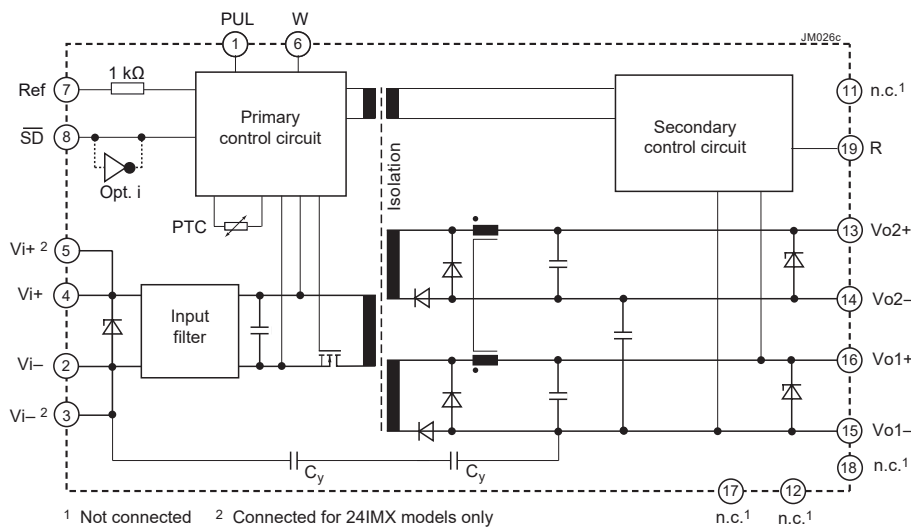 PUL
W
JM026c
1
6
Ref
7
1 kΩ
11
n.c.1
Primary
control circuit
Secondary
control circuit
SD
8
19
R
Opt. i
Isolation
PTC
Vi+ 2
5
13
Vo2+
Vi+
4
14
Vo2–
Input
filter
Vi–
2
16
Vo1+
Vi– 2
3
15
Vo1–
Cy
Cy
18
n.c.1
17
12
n.c.1
n.c.1
1 Not connected 2 Connected for 24IMX models only